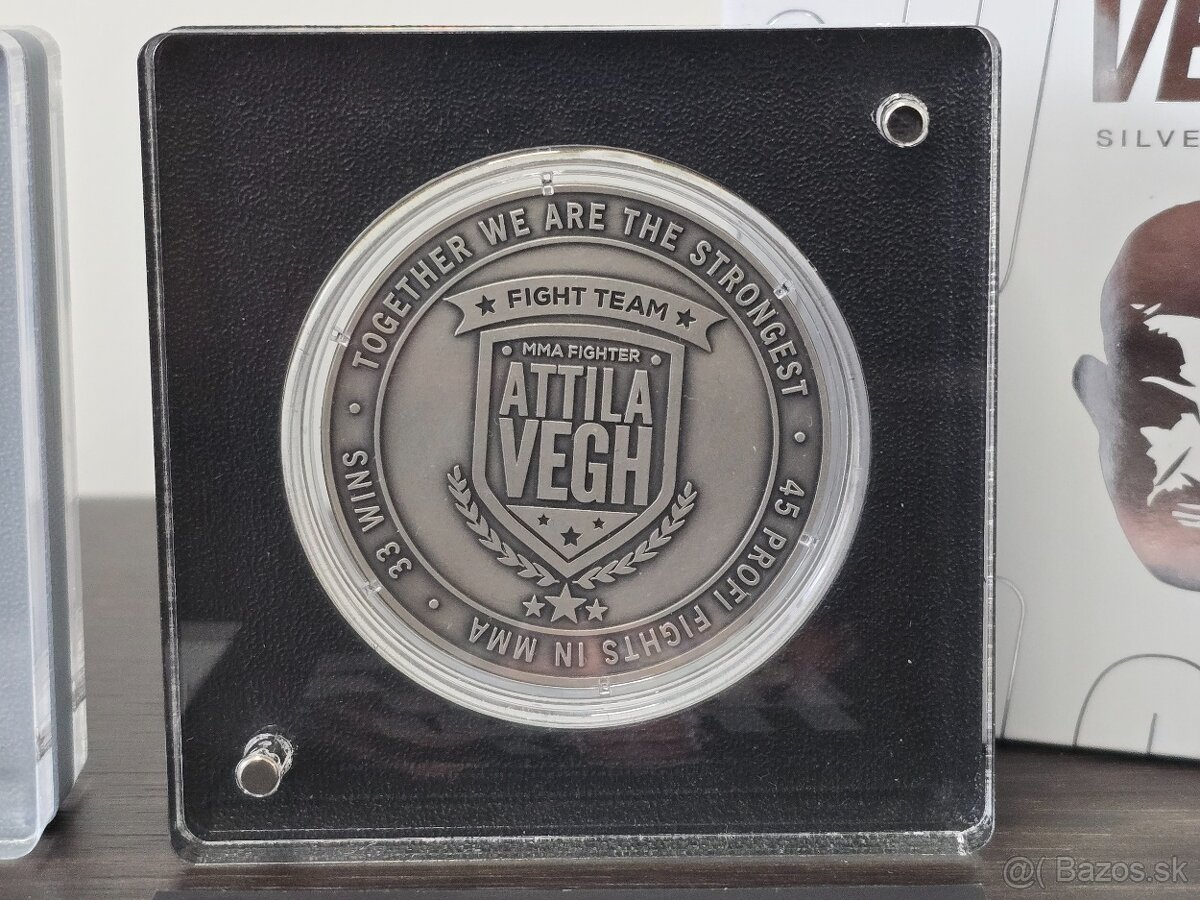 TOGETHER WE ARE THE STRONGEST
45 PROFI FIGHTS IN MMA
33 WINS
FIGHT TEAM
MMA FIGHTER
ATTILA
VEGH
VE
SILVE
@( Bazos.sk